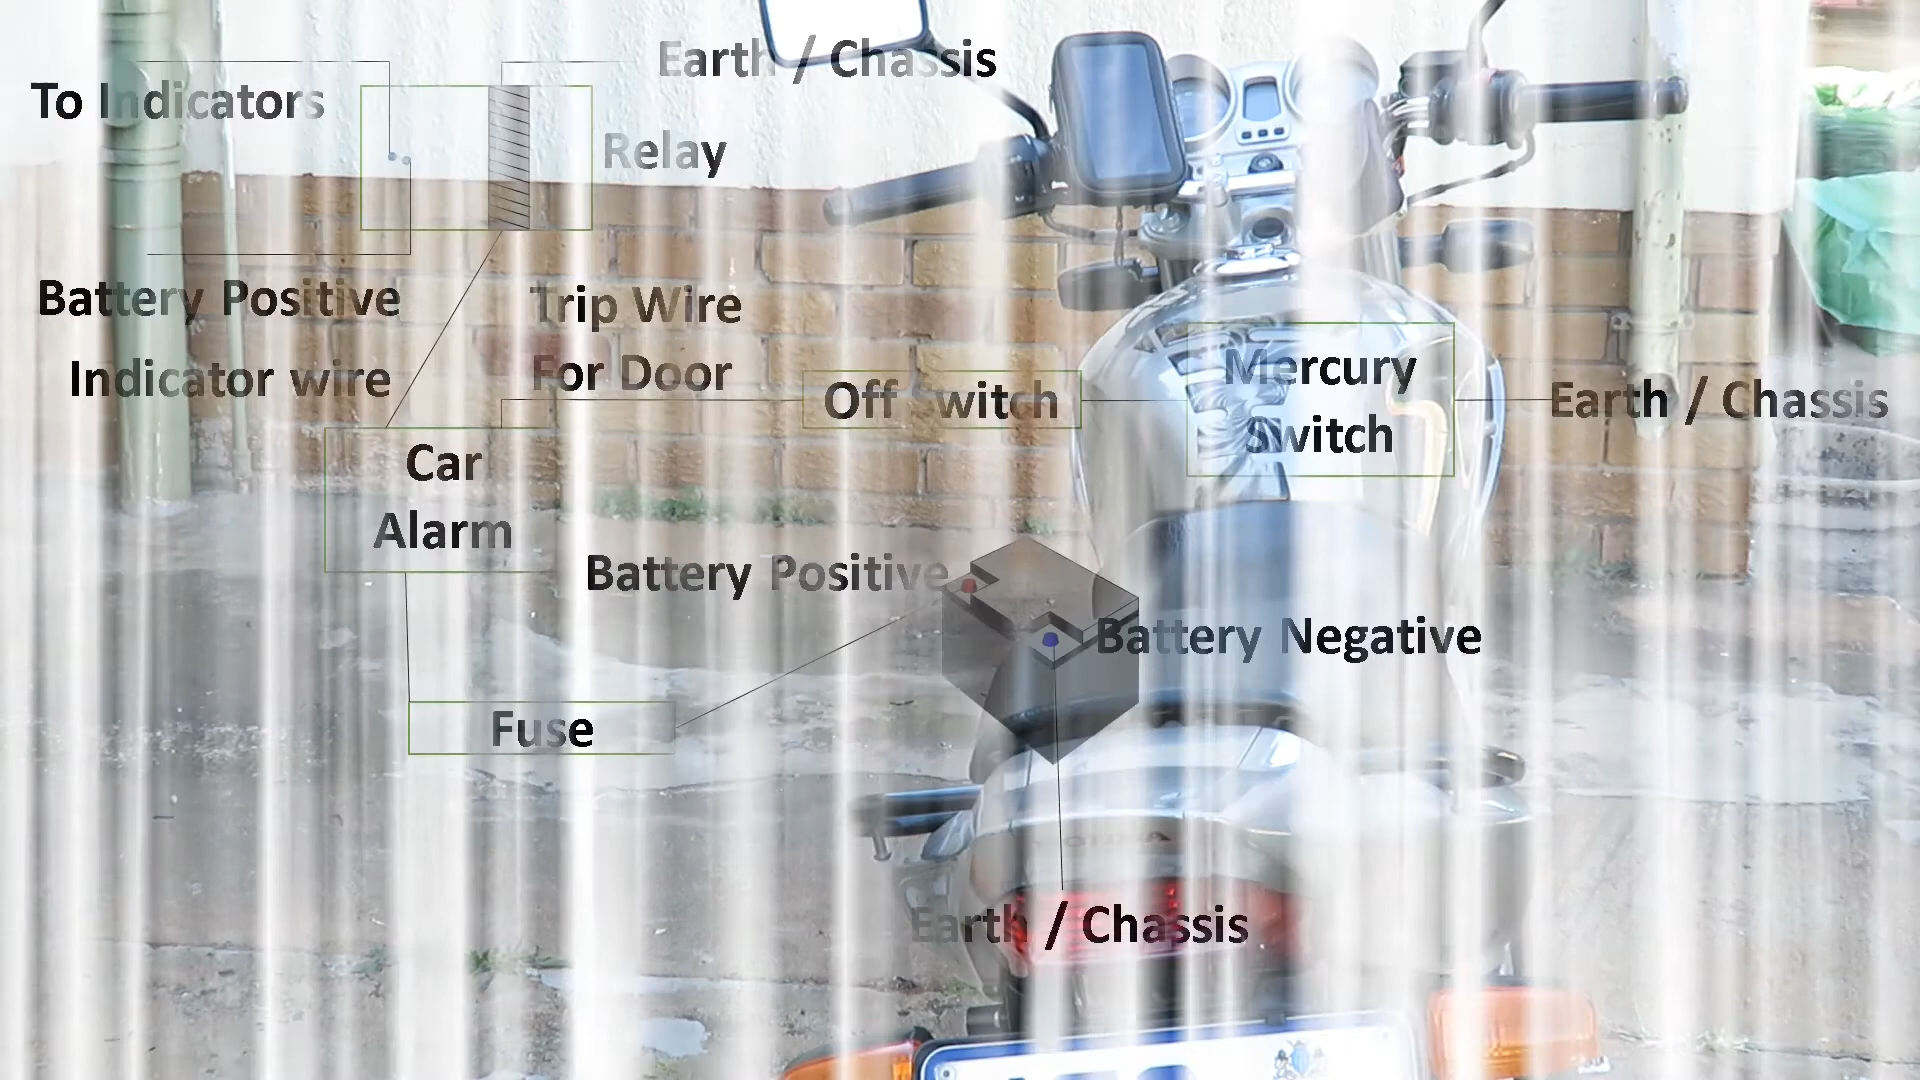 Earth / Chassis
To Indicators
Relay
Battery Positive
Trip Wire
For Door
Indicator wire
Off Switch
Mercury
Switch
Earth / Chassis
Car
Alarm
Battery Positive
Battery Negative
Fuse
Earth / Chassis